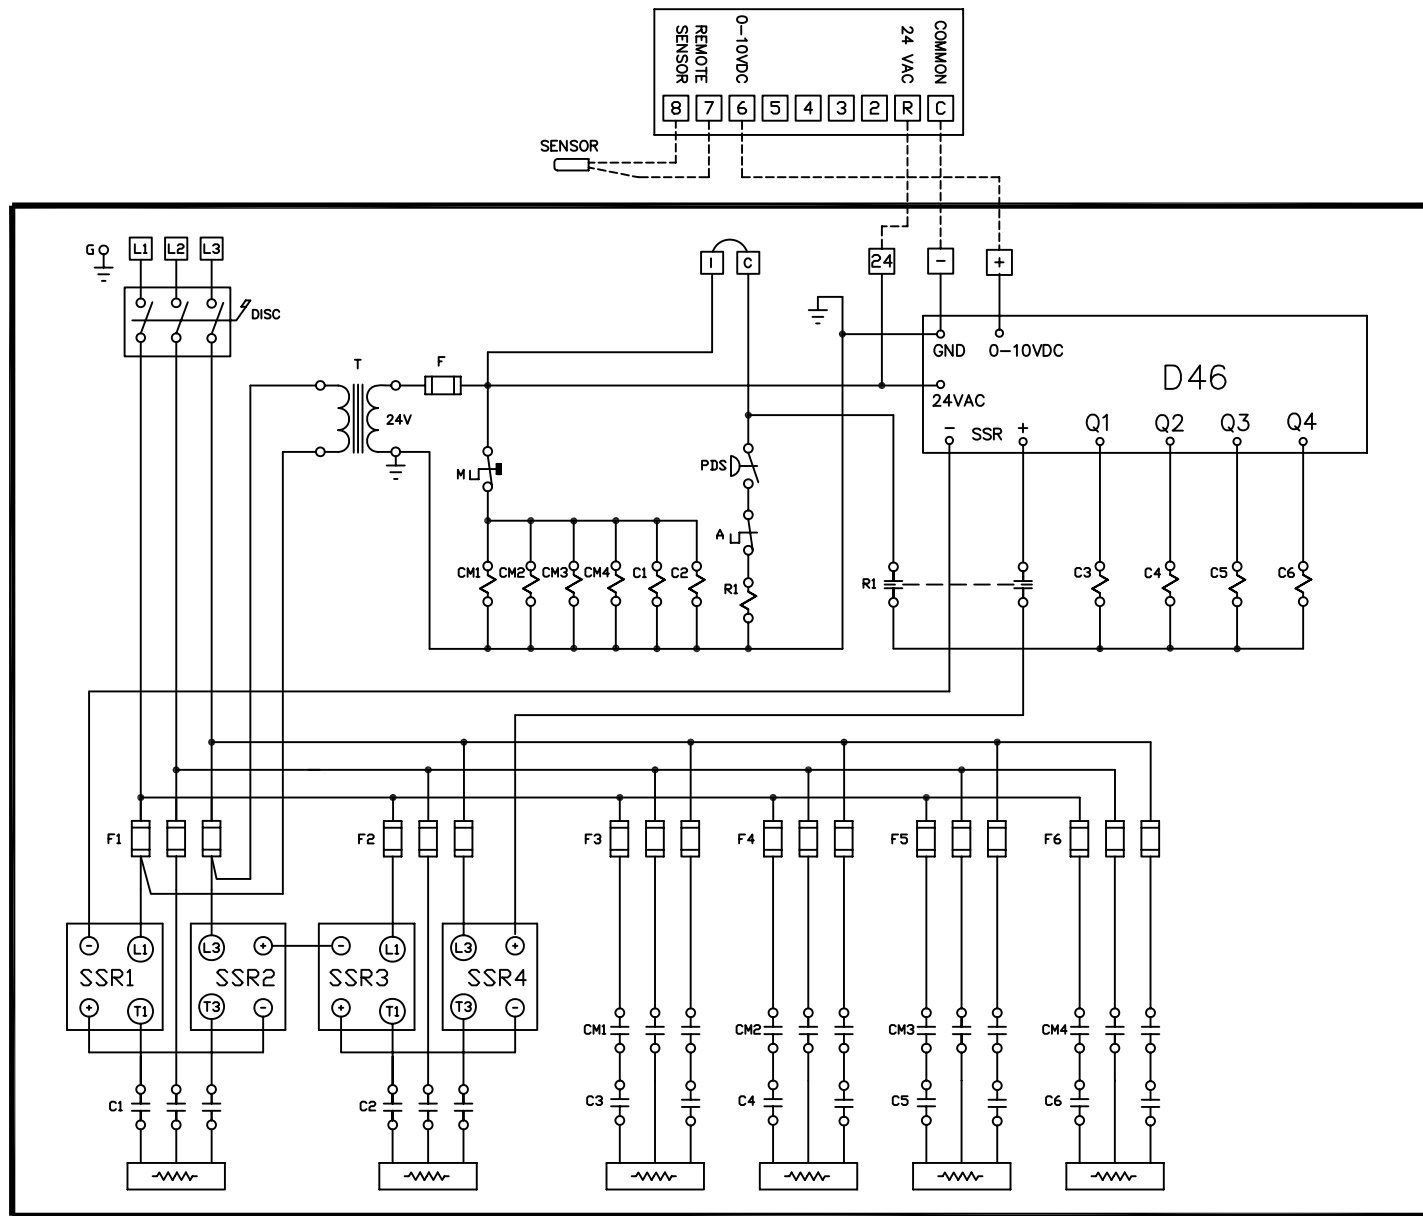 REMOTE
SENSOR
0-10VDC
24 VAC
COMMON
8 7 6 5 4 3 2 R C
SENSOR
G L1 L2 L3
I C 24 - +
DISC
GND 0-10VDC
T F
D46
24V
24VAC
- SSR + Q1 Q2 Q3 Q4
M PDS
A
CM1 CM2 CM3 CM4 C1 C2 R1 R1 C3 C4 C5 C6
F1 F2 F3 F4 F5 F6
- L1 L3 + - L1 L3 +
SSR1 SSR2 SSR3 SSR4
+ T1 T3 - + T1 T3 -
CM1 CM2 CM3 CM4
C1 C2 C3 C4 C5 C6